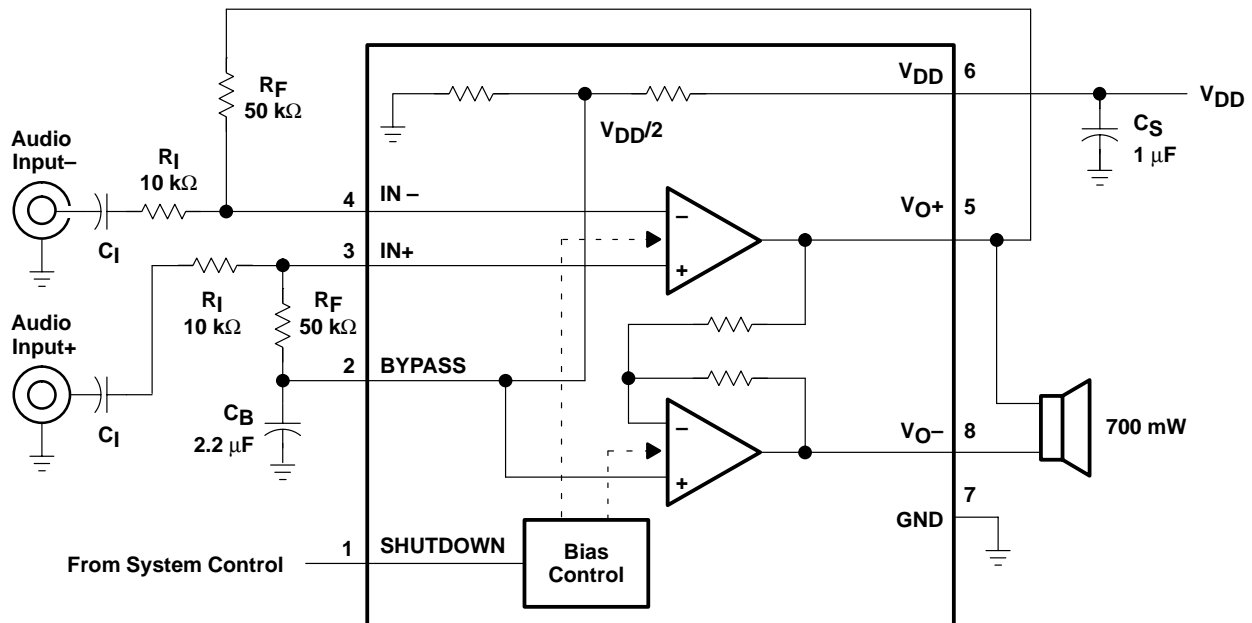 VDD
6
RF
50 kΩ
VDD/2
VDD
CS
1 μF
Audio
Input–
RI
10 kΩ
CI
4
IN –
–
+
VO+
5
3
IN+
RI
10 kΩ
RF
50 kΩ
Audio
Input+
CI
2
BYPASS
CB
2.2 μF
–
+
VO–
8
700 mW
7
GND
From System Control
1
SHUTDOWN
Bias
Control